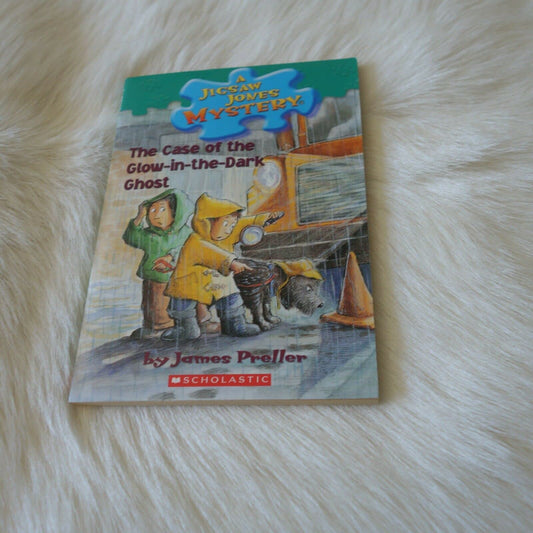 A
JIGSAW
JONES
MYSTERY
The Case of the
Glow-in-the-Dark
Ghost
by James Preller
SCHOLASTIC